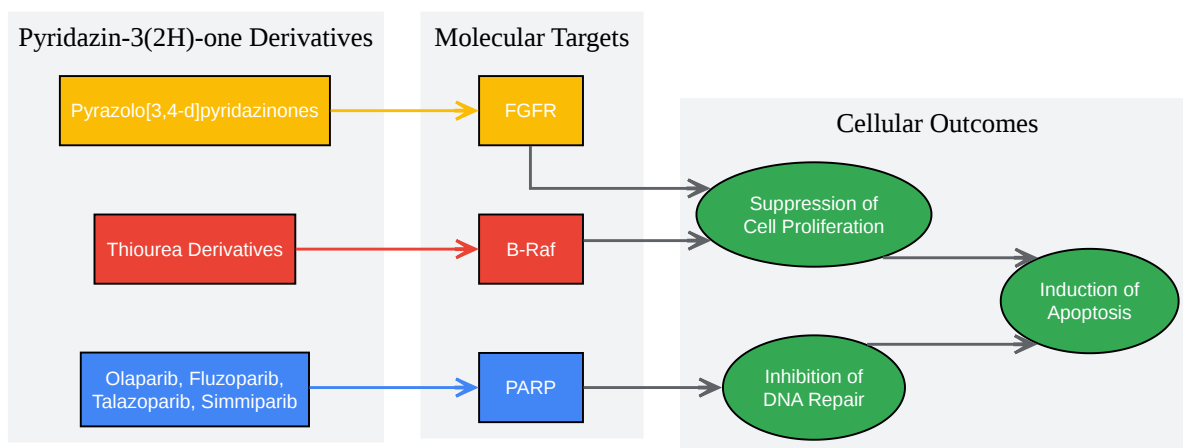 Pyridazin-3(2H)-one Derivatives
Molecular Targets
Cellular Outcomes
Pyrazolo[3,4-d]pyridazinones
FGFR
Suppression of
Cell Proliferation
Thiourea Derivatives
B-Raf
Induction of
Apoptosis
Olaparib, Fluzoparib,
Talazoparib, Simmiparib
PARP
Inhibition of
DNA Repair